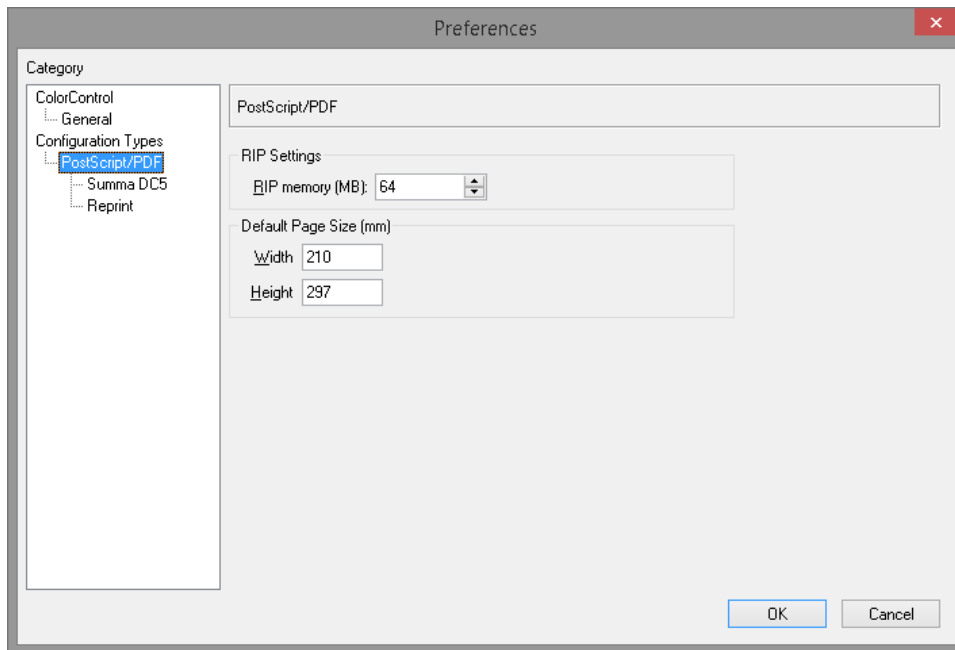 Preferences
Category
ColorControl
General
Configuration Types
PostScript/PDF
Summa DC5
Reprint
PostScript/PDF
RIP Settings
RIP memory (MB): 64
Default Page Size (mm)
Width 210
Height 297
OK Cancel